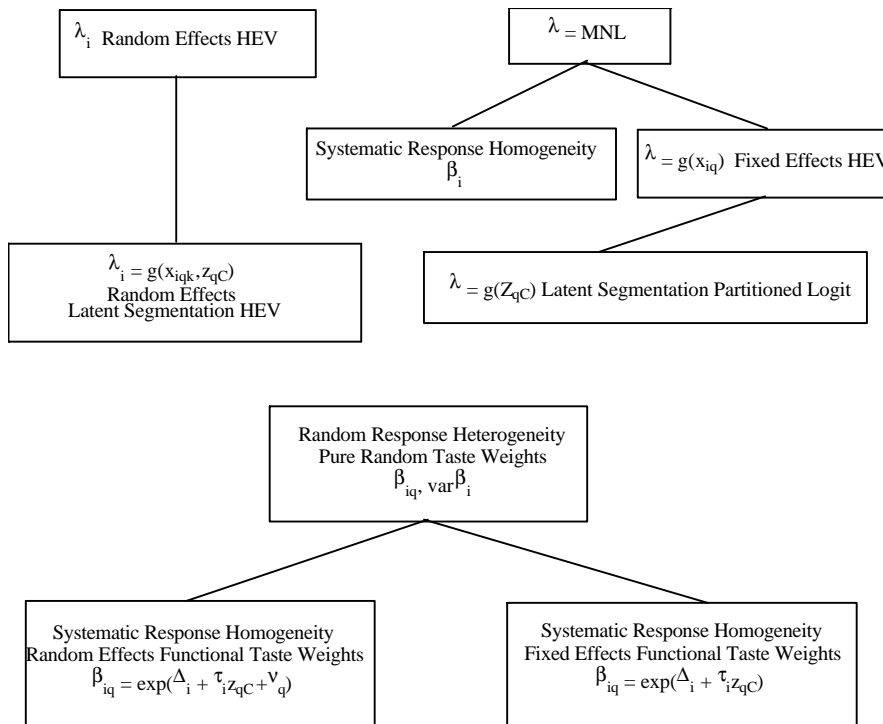 λi Random Effects HEV
λ = MNL
Systematic Response Homogeneity
βi
λ = g(xiq) Fixed Effects HEV
λi = g(xiqk,zqC)
Random Effects
Latent Segmentation HEV
λ = g(ZqC) Latent Segmentation Partitioned Logit
Random Response Heterogeneity
Pure Random Taste Weights
βiq, varβi
Systematic Response Homogeneity
Random Effects Functional Taste Weights
βiq = exp(Δi + τizqC+νq)
Systematic Response Homogeneity
Fixed Effects Functional Taste Weights
βiq = exp(Δi + τizqC)